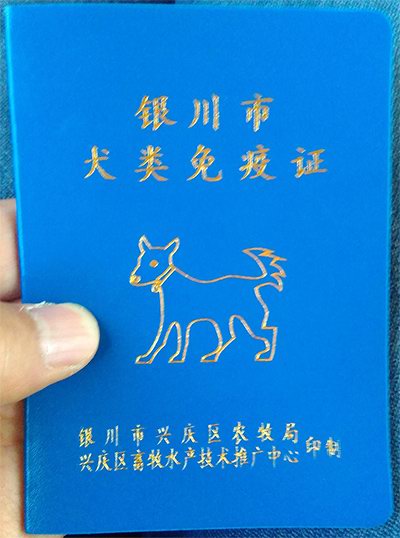 银川市
犬类免疫证
银川市兴庆区农牧局
兴庆区畜牧水产技术推广中心
印制